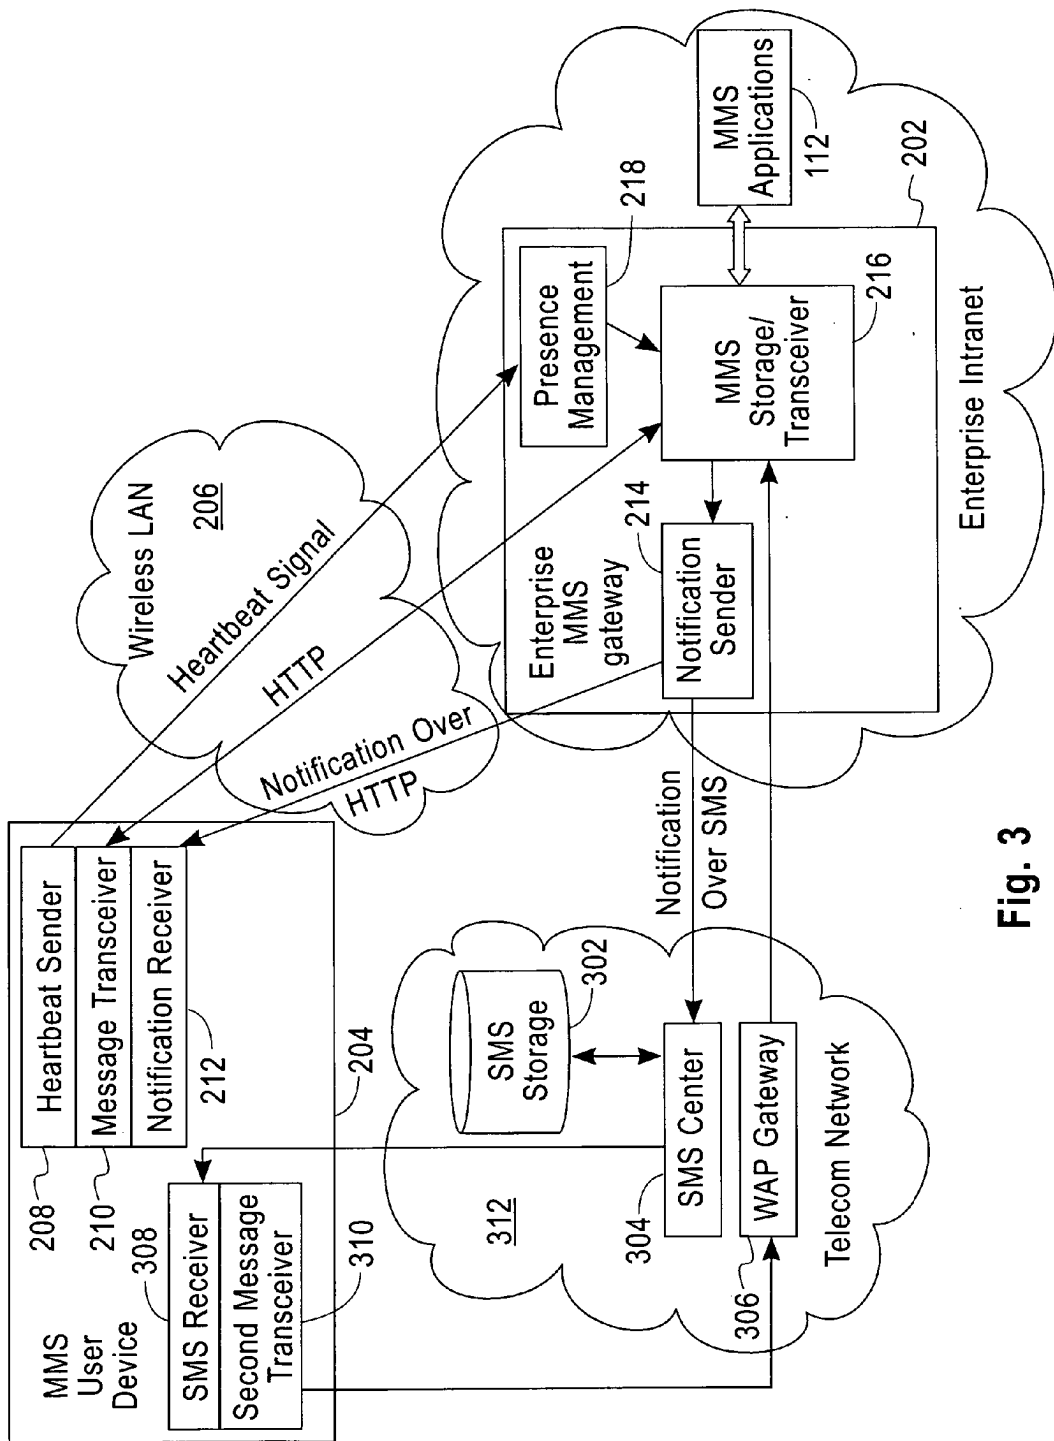 MMS
User
Device
308
SMS Receiver
Second Message
Transceiver
310
208
210
Heartbeat Sender
Message Transceiver
Notification Receiver
212
204
Wireless LAN
206
Heartbeat Signal
HTTP
Notification Over
HTTP
312
SMS
Storage
302
304
SMS Center
306
WAP Gateway
Telecom Network
Notification
Over SMS
Enterprise
MMS
gateway
214
Notification
Sender
Presence
Management
218
MMS
Storage/
Transceiver
216
MMS
Applications
112
202
Enterprise Intranet
Fig. 3